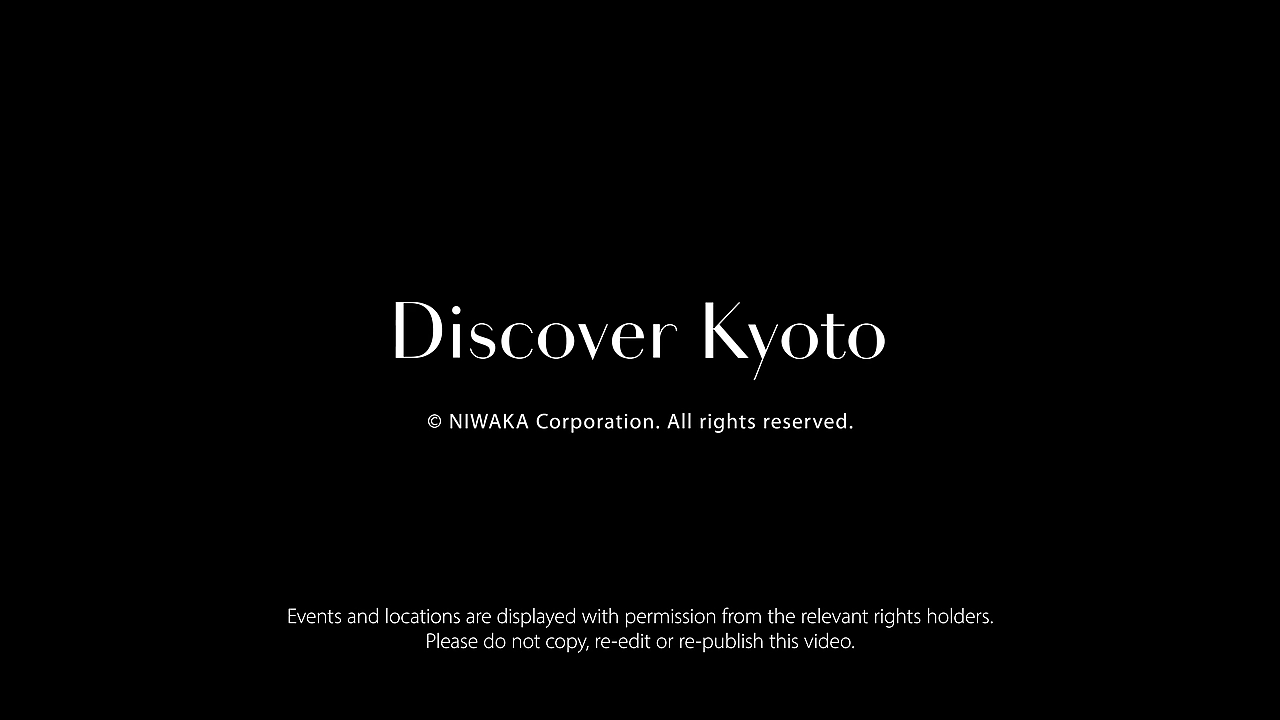 Discover Kyoto
© NIWAKA Corporation. All rights reserved.
Events and locations are displayed with permission from the relevant rights holders.
Please do not copy, re-edit or re-publish this video.